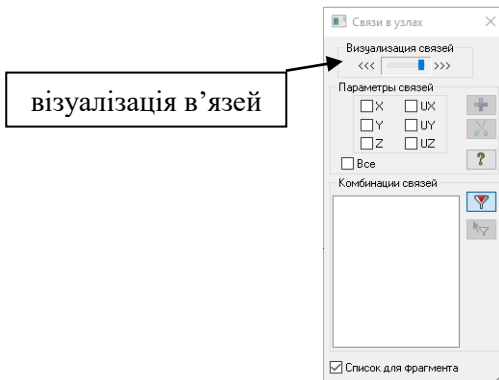 Связи в узлах
Визуализация связей
<<< >>>
візуалізація в’язей
Параметры связей
X UX
Y UY
Z UZ
Все
?
Комбинации связей
Список для фрагмента